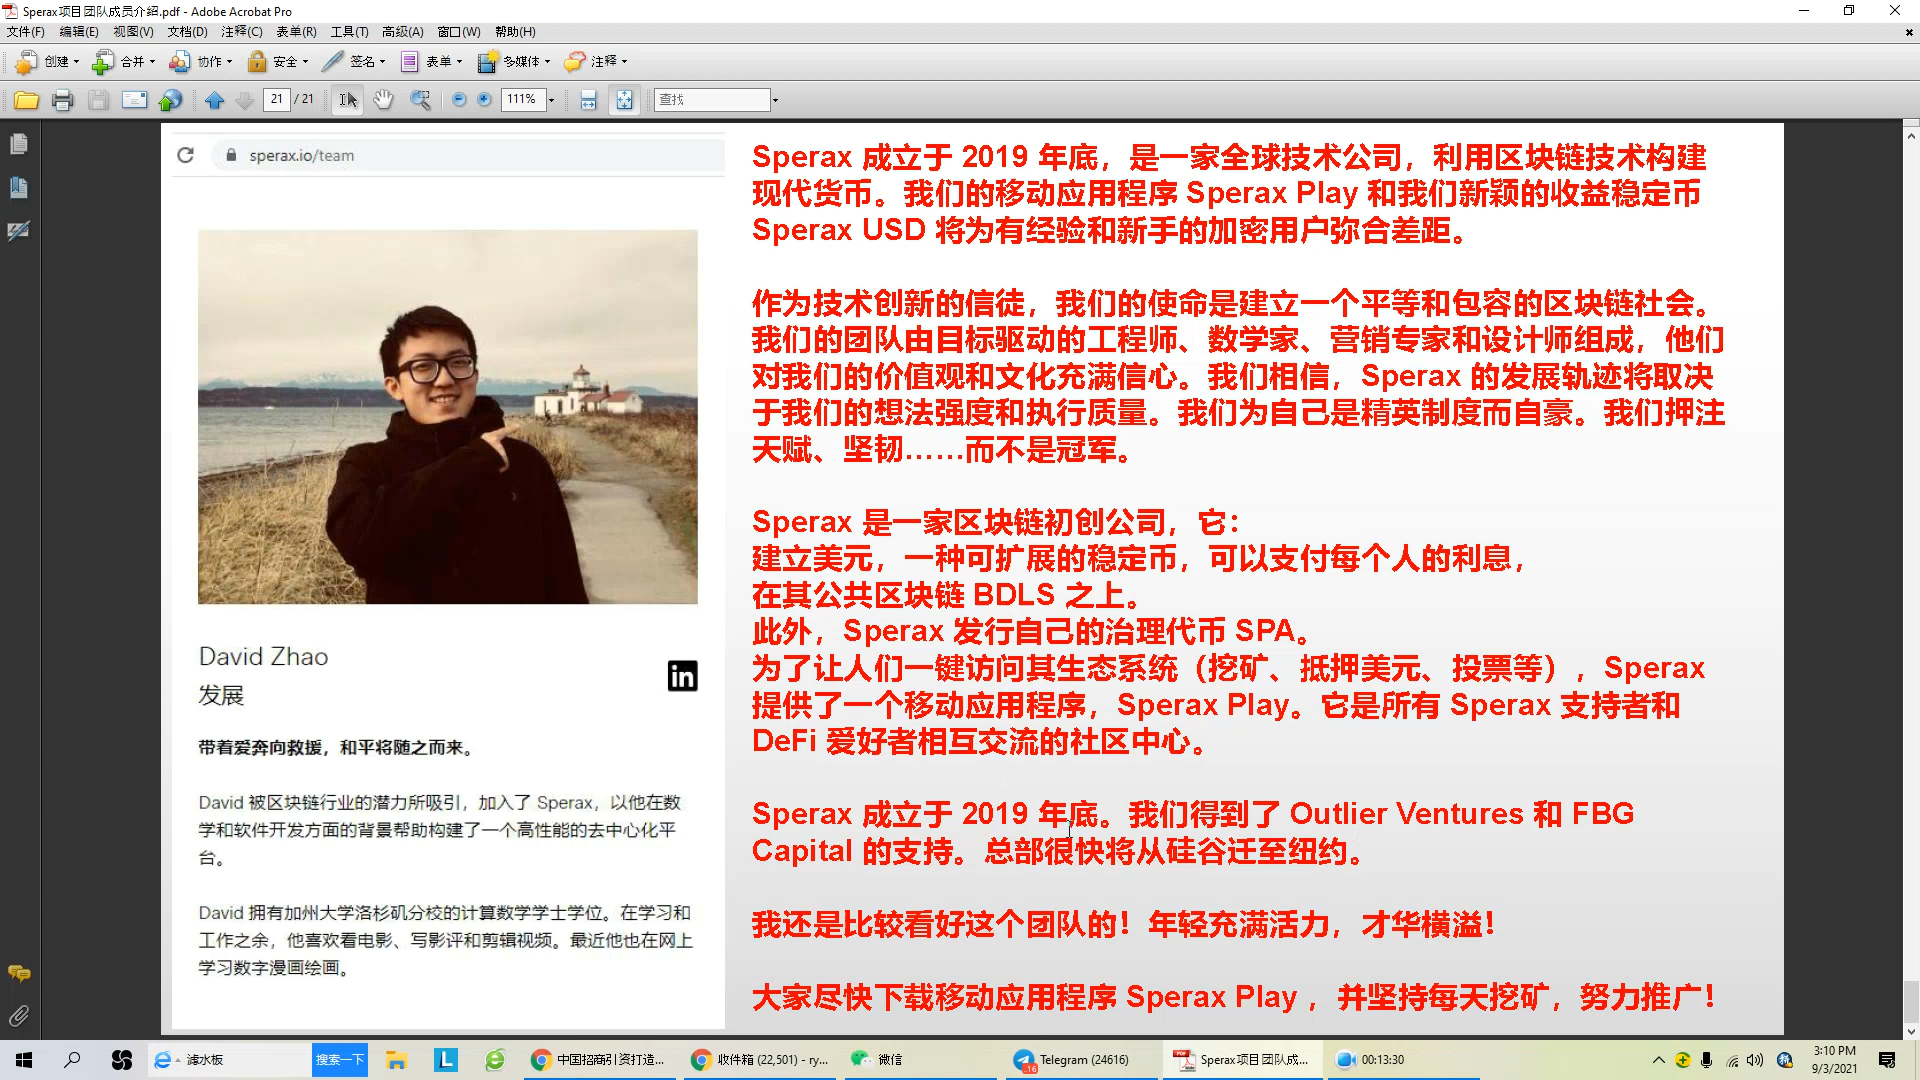 Sperax项目团队成员介绍.pdf - Adobe Acrobat Pro
文件(F) 编辑(E) 视图(V) 文档(D) 注释(C) 表单(R) 工具(T) 高级(A) 窗口(W) 帮助(H)
创建 合并 协作 安全 签名 表单 多媒体 注释
21 / 21 111% 查找
sperax.io/team
David Zhao
发展
in
带着爱奔向救援，和平将随之而来。
David 被区块链行业的潜力所吸引，加入了 Sperax，以他在数
学和软件开发方面的背景帮助构建了一个高性能的去中心化平
台。
David 拥有加州大学洛杉矶分校的计算数学学士学位。在学习和
工作之余，他喜欢看电影、写影评和剪辑视频。最近他也在网上
学习数字漫画绘画。
Sperax 成立于 2019 年底，是一家全球技术公司，利用区块链技术构建
现代货币。我们的移动应用程序 Sperax Play 和我们新颖的收益稳定币
Sperax USD 将为有经验和新手的加密用户弥合差距。
作为技术创新的信徒，我们的使命是建立一个平等和包容的区块链社会。
我们的团队由目标驱动的工程师、数学家、营销专家和设计师组成，他们
对我们的价值观和文化充满信心。我们相信，Sperax 的发展轨迹将取决
于我们的想法强度和执行质量。我们为自己是精英制度而自豪。我们押注
天赋、坚韧……而不是冠军。
Sperax 是一家区块链初创公司，它：
建立美元，一种可扩展的稳定币，可以支付每个人的利息，
在其公共区块链 BDLS 之上。
此外，Sperax 发行自己的治理代币 SPA。
为了让人们一键访问其生态系统（挖矿、抵押美元、投票等），Sperax
提供了一个移动应用程序，Sperax Play。它是所有 Sperax 支持者和
DeFi 爱好者相互交流的社区中心。
Sperax 成立于 2019 年底。我们得到了 Outlier Ventures 和 FBG
Capital 的支持。总部很快将从硅谷迁至纽约。
我还是比较看好这个团队的！年轻充满活力，才华横溢！
大家尽快下载移动应用程序 Sperax Play ，并坚持每天挖矿，努力推广！
滤水板 搜索一下 L 中国招商引资打造... 收件箱 (22,501) - ry... 微信 Telegram (24616) Sperax项目团队成... 00:13:30
3:10 PM
9/3/2021